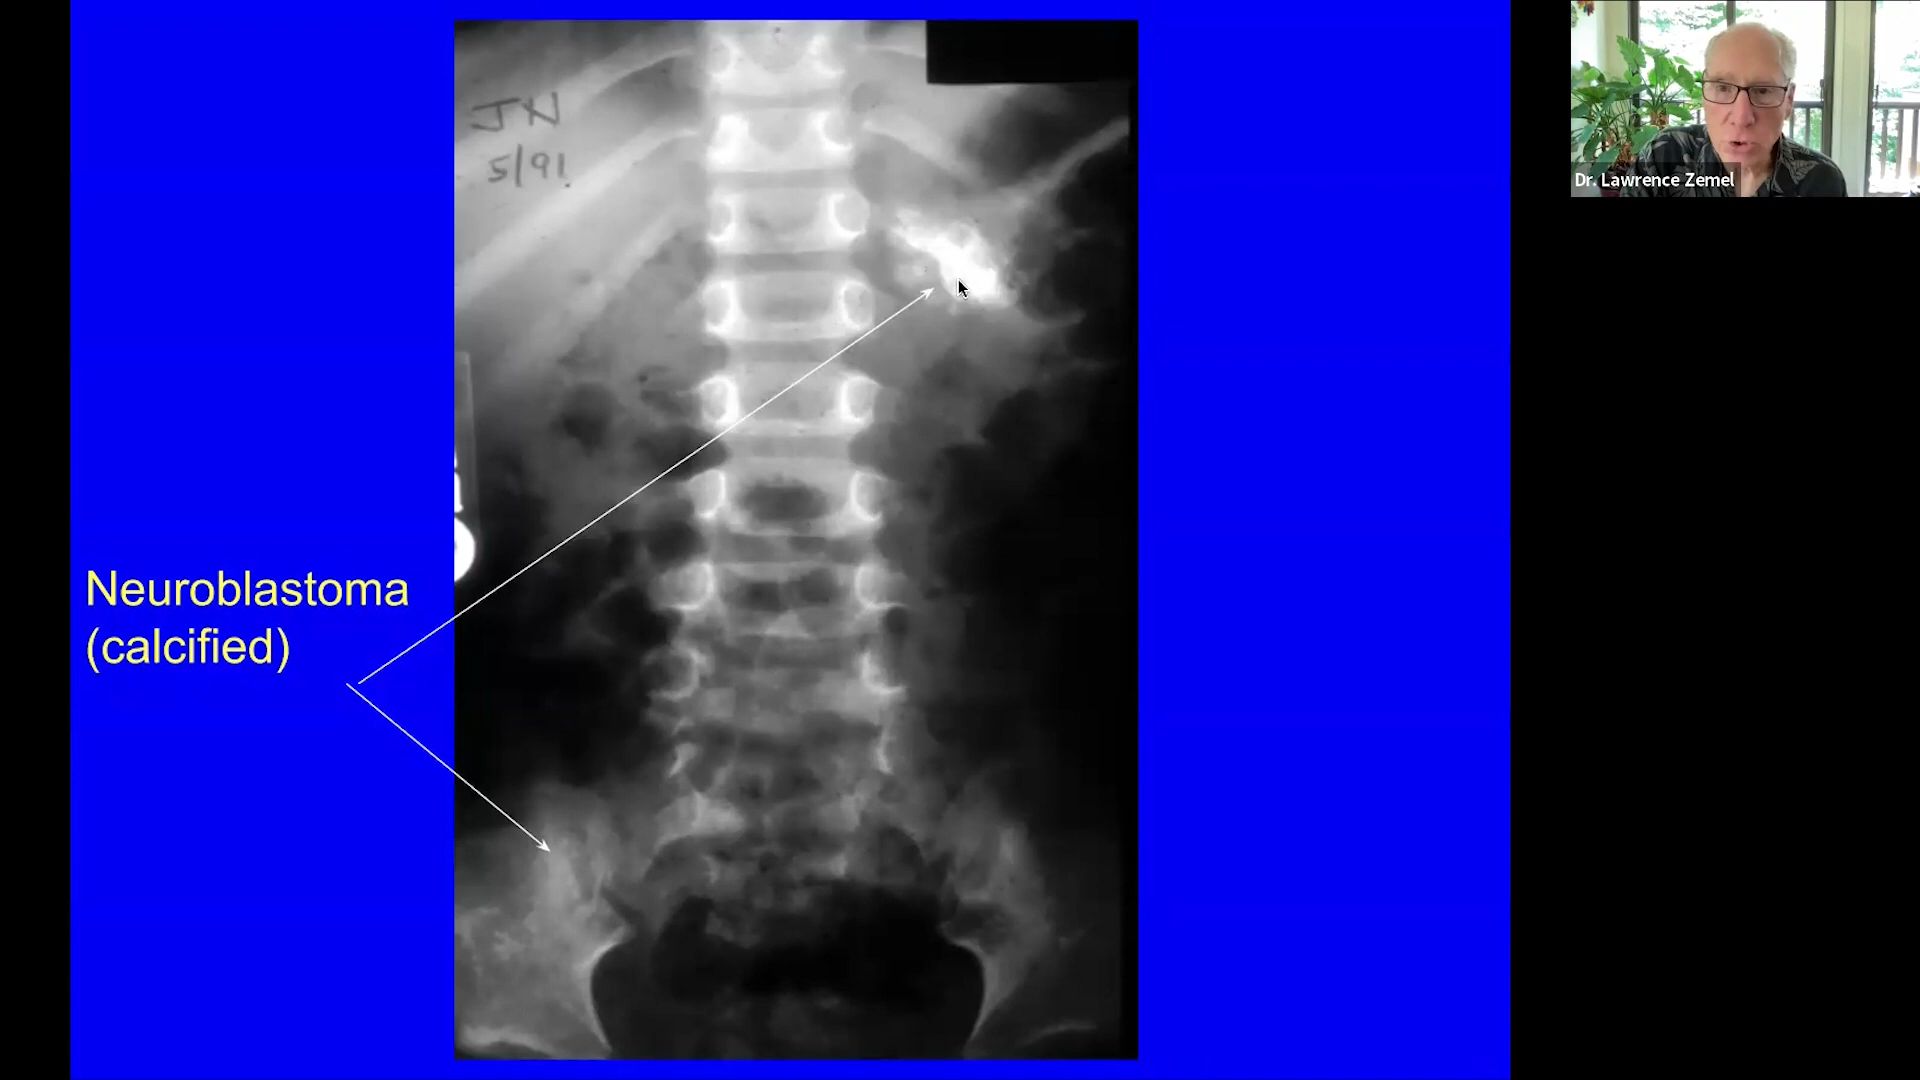 JN
5/91
Neuroblastoma
(calcified)
Dr. Lawrence Zemel